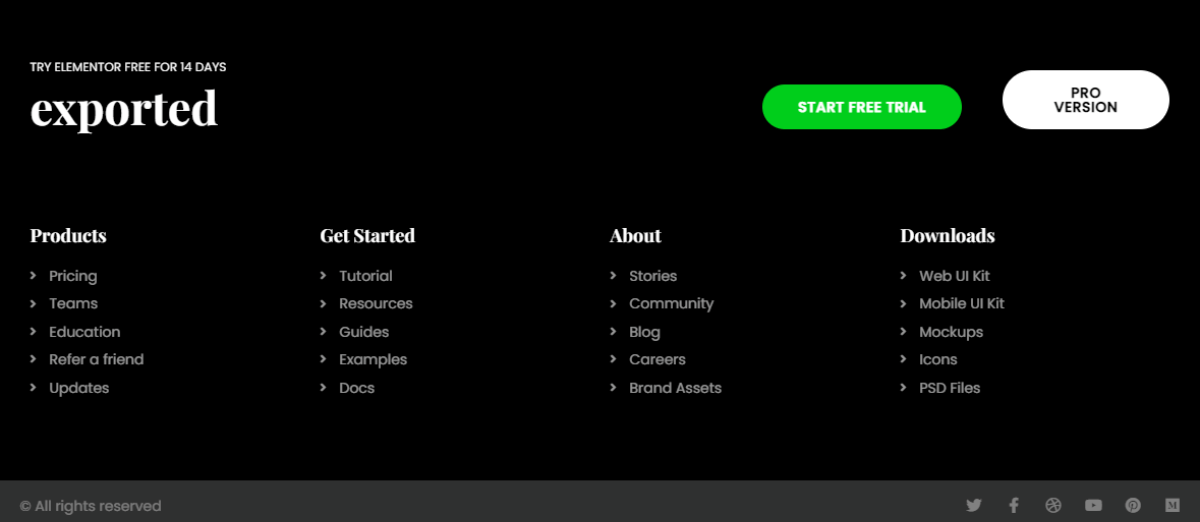 TRY ELEMENTOR FREE FOR 14 DAYS
exported
START FREE TRIAL
PRO
VERSION
Products
Pricing
Teams
Education
Refer a friend
Updates
Get Started
Tutorial
Resources
Guides
Examples
Docs
About
Stories
Community
Blog
Careers
Brand Assets
Downloads
Web UI Kit
Mobile UI Kit
Mockups
Icons
PSD Files
© All rights reserved